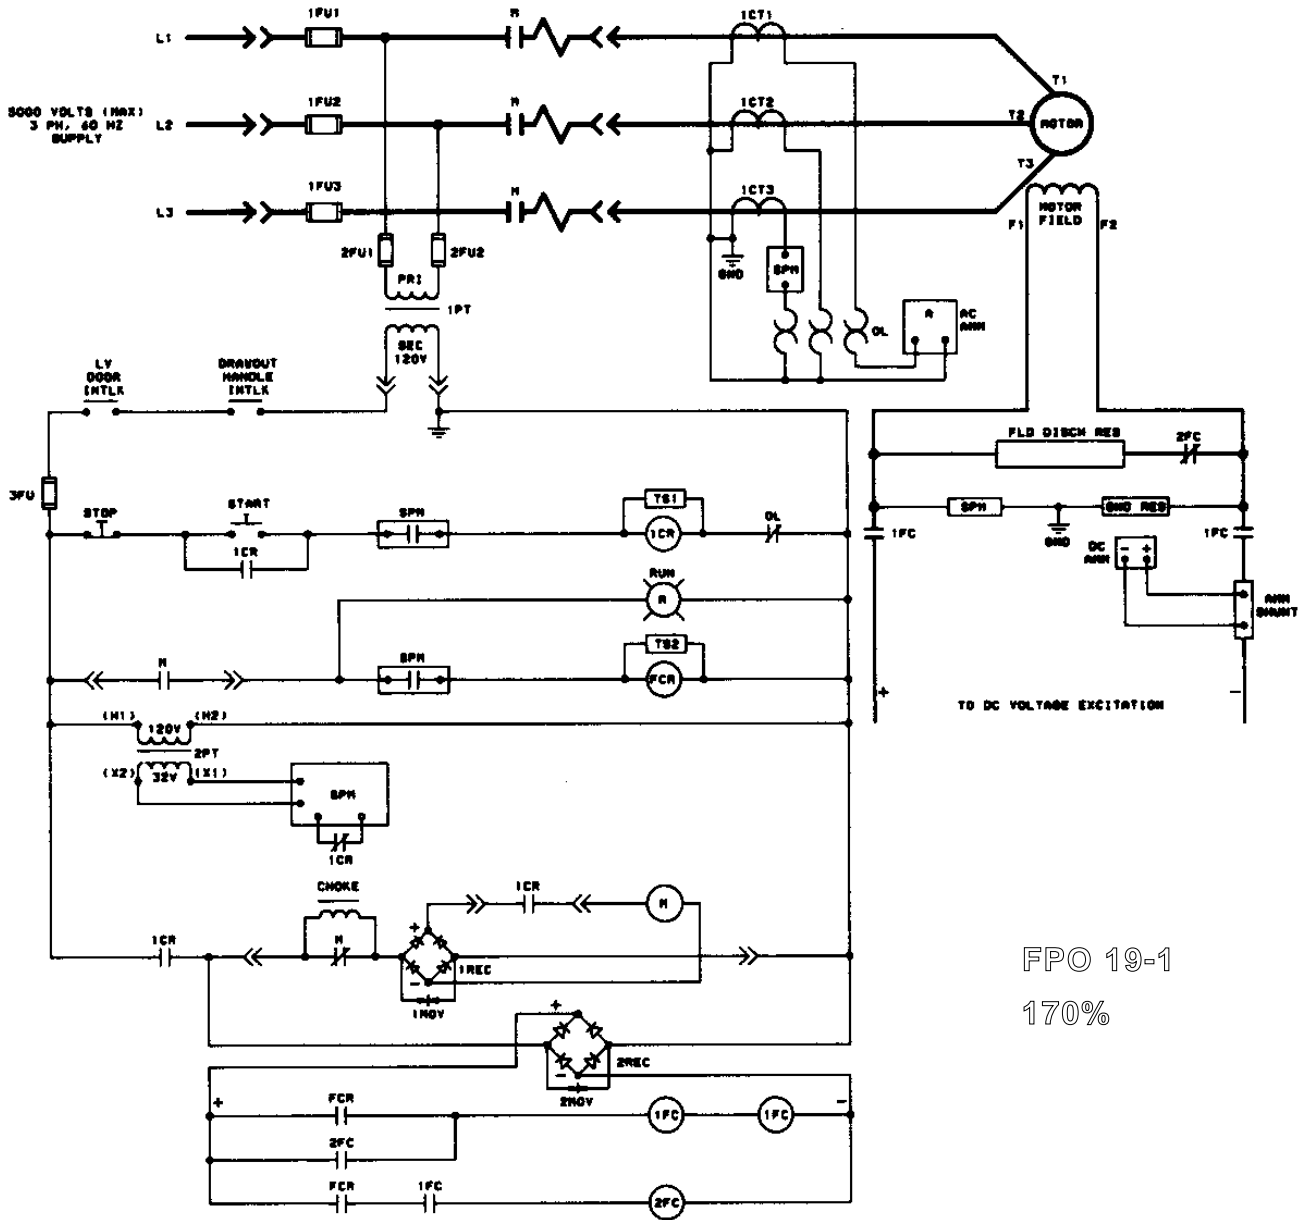 1FU1
M
1CT1
L1
T1
5000 VOLTS (MAX)
3 PH, 60 HZ
SUPPLY
1FU2
M
1CT2
L2
T2
MOTOR
T3
1FU3
M
1CT3
L3
MOTOR
FIELD
F1
F2
2FU1
2FU2
GND
SPM
PRI
1PT
A
AC
AMM
OL
SEC
120V
LV
DOOR
INTLK
DRAWOUT
HANDLE
INTLK
FLD DISCH RES
2FC
3FU
STOP
START
SPM
TS1
1CR
OL
SPM
GND RES
GND
1FC
1FC
1CR
DC
AMM
- +
RUN
R
AMM
SHUNT
M
SPM
TS2
FCR
+
-
TO DC VOLTAGE EXCITATION
(H1)
120V
(H2)
2PT
(X2)
32V
(X1)
SPM
1CR
CHOKE
1CR
M
1CR
M
+
-
1REC
1MOV
FPO 19-1
170%
+
-
2REC
2MOV
+
-
FCR
1FC
1FC
2FC
FCR
1FC
2FC